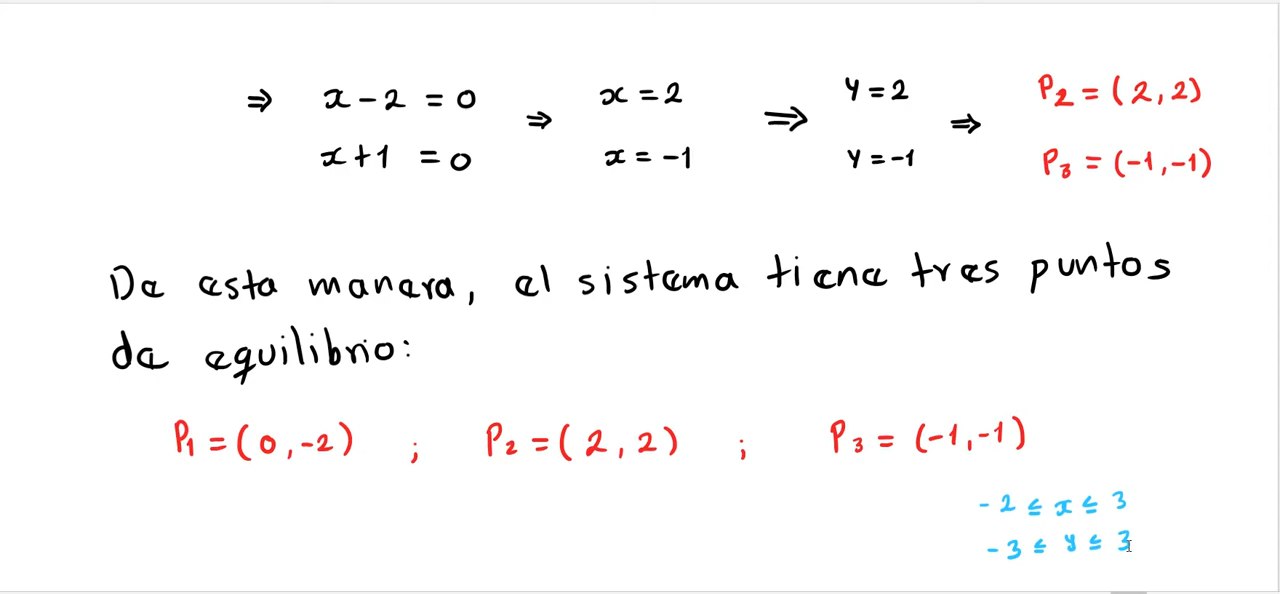 ⇒ x - 2 = 0 ⇒ x = 2 ⇒ y = 2 ⇒ P₂ = (2, 2)
x + 1 = 0 x = -1 y = -1 P₃ = (-1, -1)
De esta manera, el sistema tiene tres puntos
de equilibrio:
P₁ = (0, -2) ; P₂ = (2, 2) ; P₃ = (-1, -1)
-2 ≤ x ≤ 3
-3 ≤ y ≤ 3